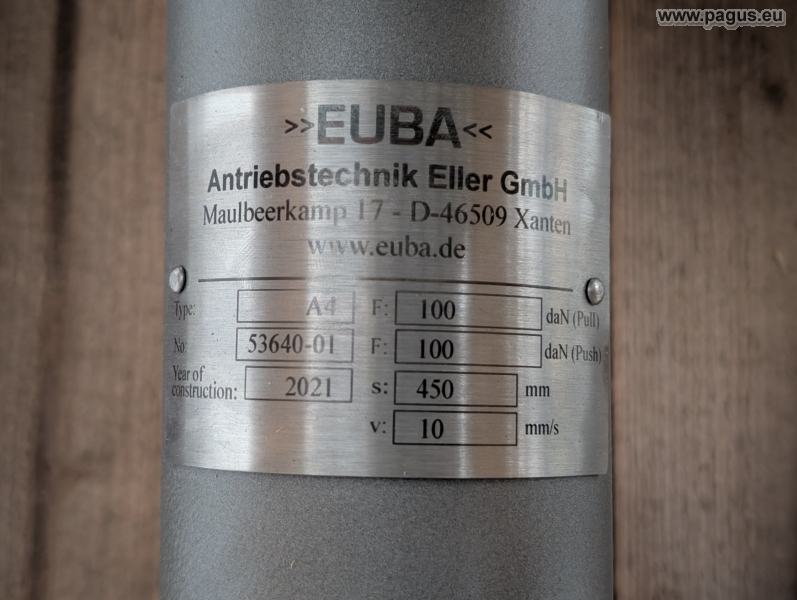 www.pagus.eu
>>EUBA<<
Antriebstechnik Eller GmbH
Maulbeerkamp 17 - D-46509 Xanten
www.euba.de
Type: A4 F: 100 daN (Pull)
No: 53640-01 F: 100 daN (Push)
Year of
construction: 2021 s: 450 mm
v: 10 mm/s